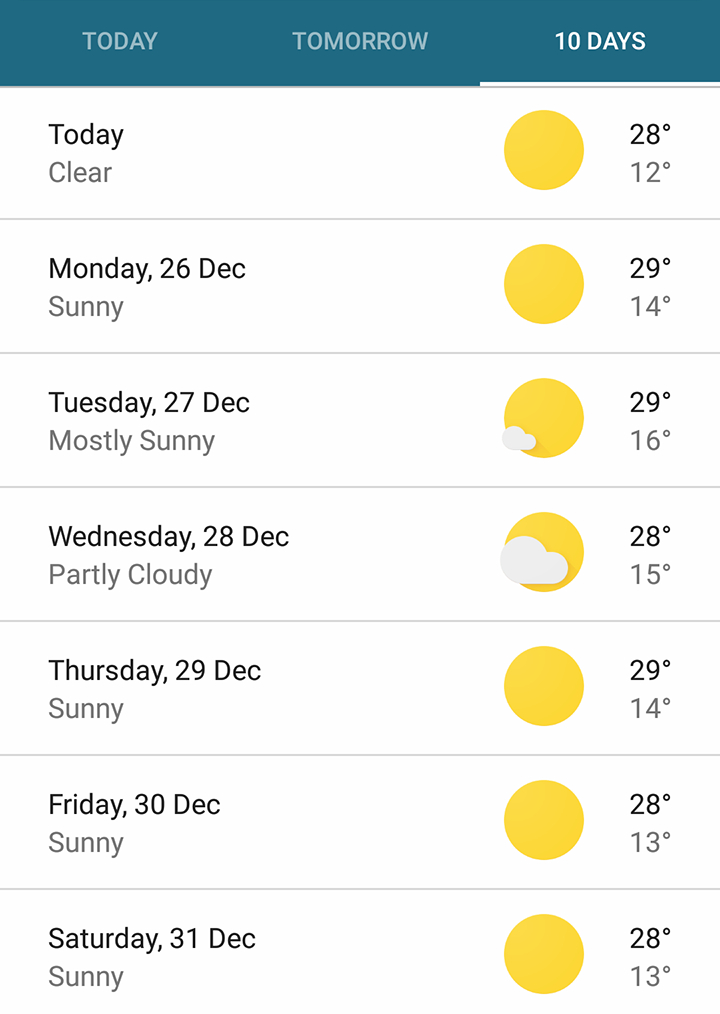 TODAY TOMORROW 10 DAYS
Today 28°
Clear 12°
Monday, 26 Dec 29°
Sunny 14°
Tuesday, 27 Dec 29°
Mostly Sunny 16°
Wednesday, 28 Dec 28°
Partly Cloudy 15°
Thursday, 29 Dec 29°
Sunny 14°
Friday, 30 Dec 28°
Sunny 13°
Saturday, 31 Dec 28°
Sunny 13°